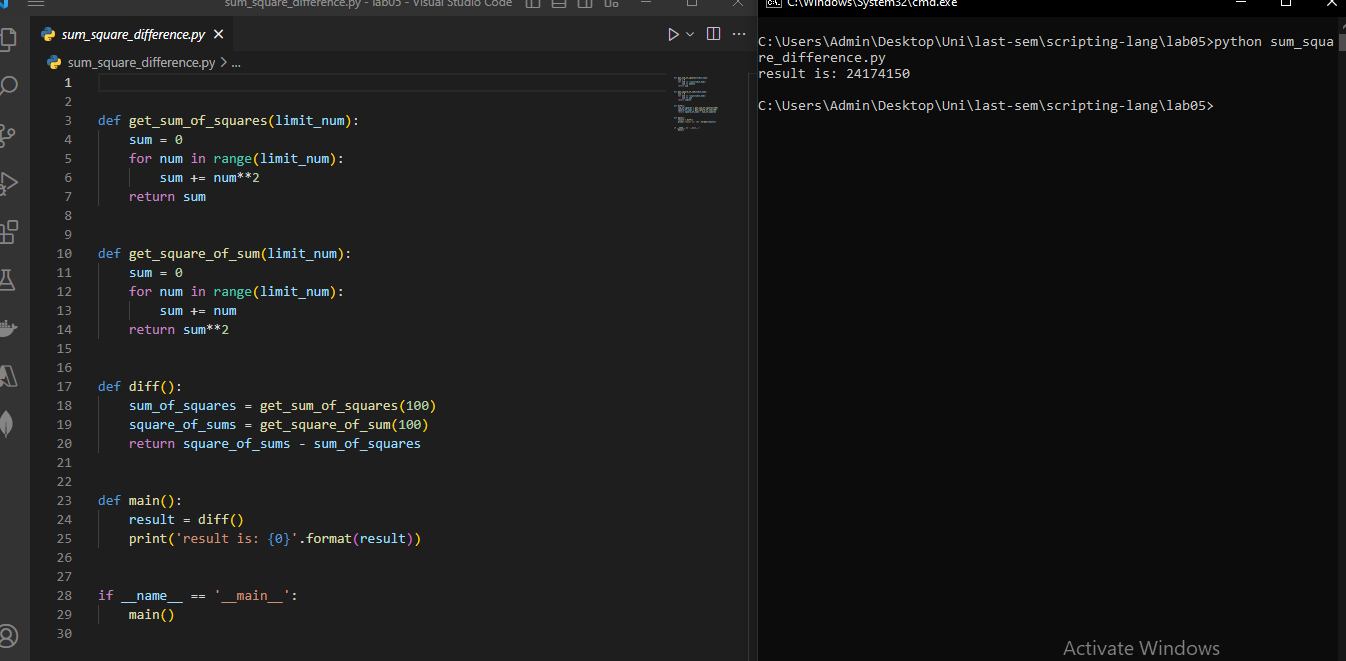 sum_square_difference.py - lab05 - Visual Studio Code
sum_square_difference.py
sum_square_difference.py > ...
1
2
3 def get_sum_of_squares(limit_num):
4     sum = 0
5     for num in range(limit_num):
6         sum += num**2
7     return sum
8
9
10 def get_square_of_sum(limit_num):
11     sum = 0
12     for num in range(limit_num):
13         sum += num
14     return sum**2
15
16
17 def diff():
18     sum_of_squares = get_sum_of_squares(100)
19     square_of_sums = get_square_of_sum(100)
20     return square_of_sums - sum_of_squares
21
22
23 def main():
24     result = diff()
25     print('result is: {0}'.format(result))
26
27
28 if __name__ == '__main__':
29     main()
30
C:\Windows\System32\cmd.exe
C:\Users\Admin\Desktop\Uni\last-sem\scripting-lang\lab05>python sum_squa
re_difference.py
result is: 24174150
C:\Users\Admin\Desktop\Uni\last-sem\scripting-lang\lab05>
Activate Windows